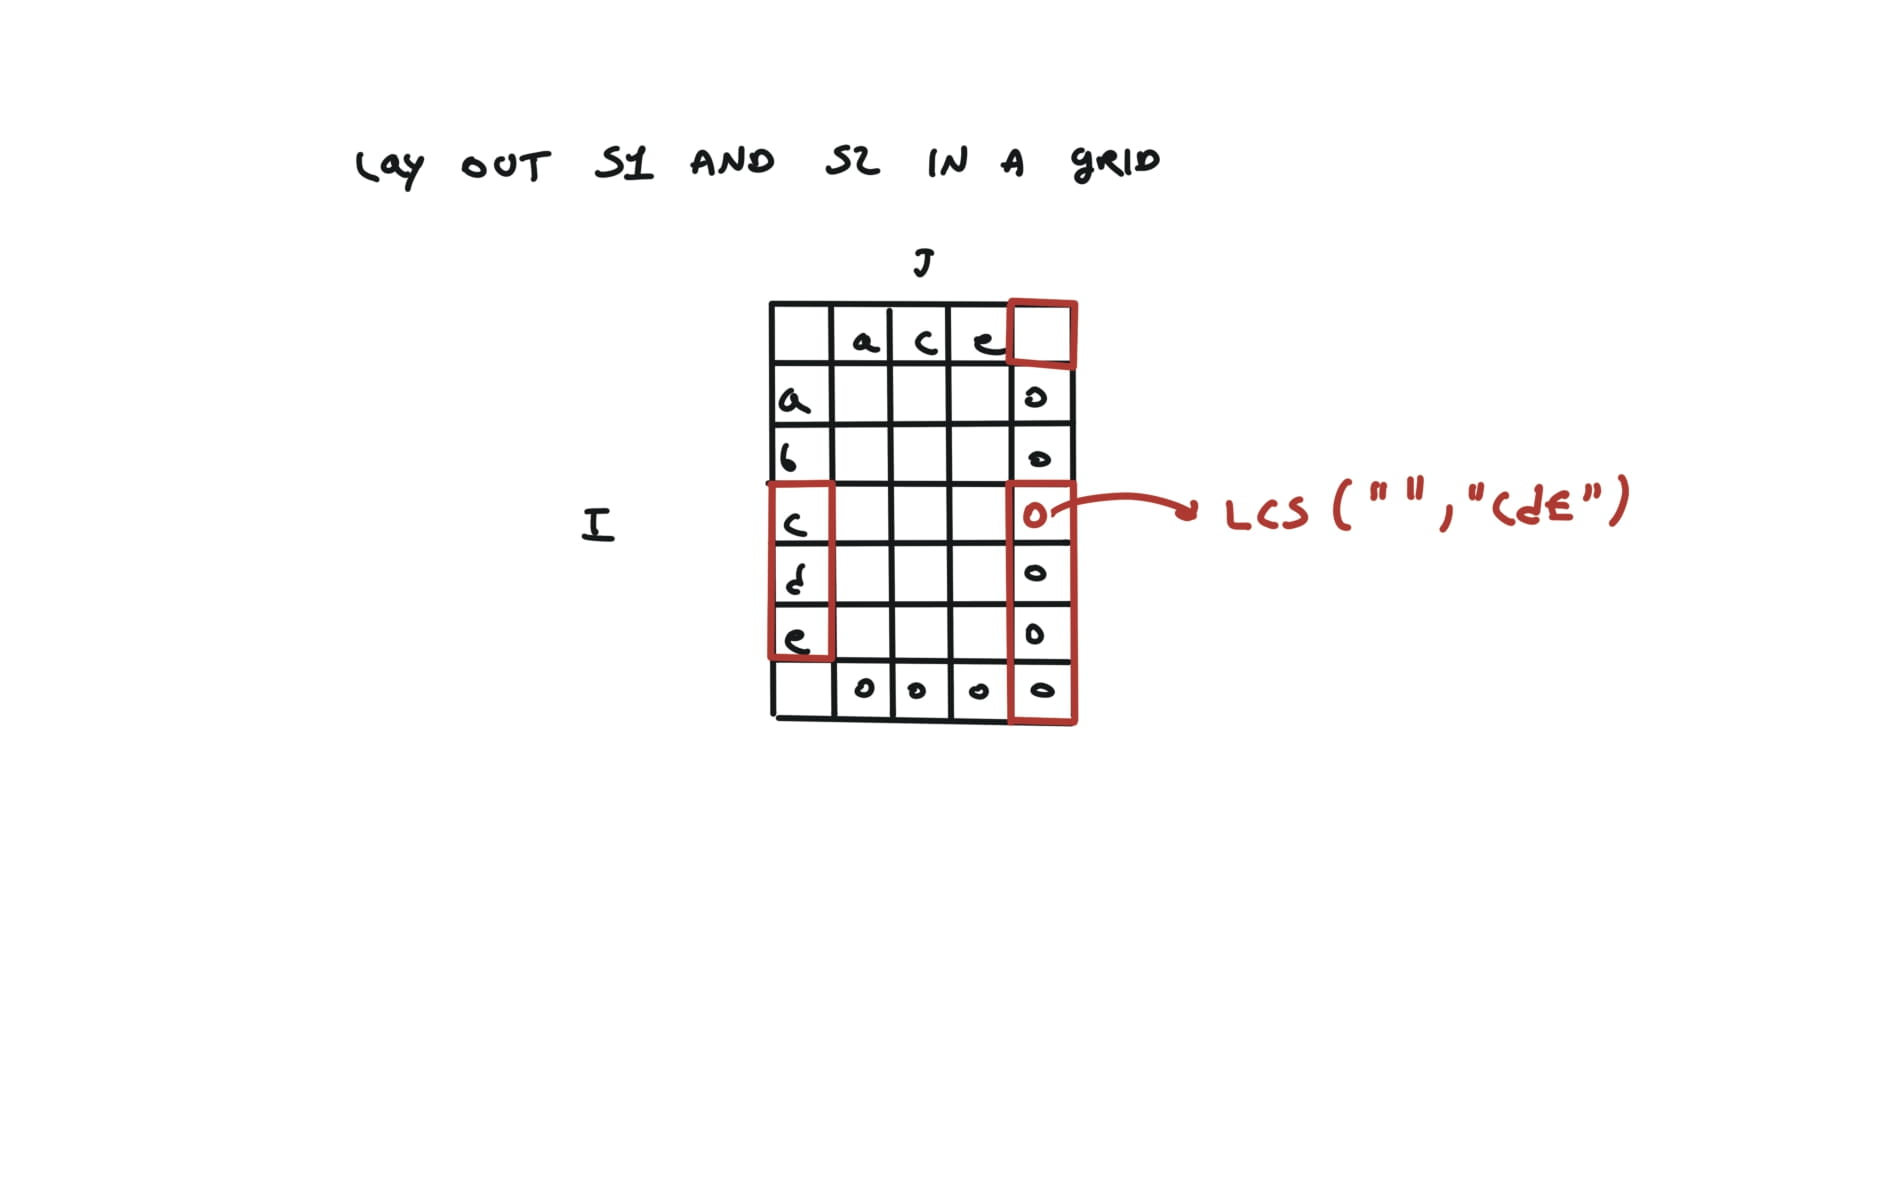 Lay OUT S1 AND S2 IN A gRID
J
a c e
a 0
b 0
I c 0 LCS ("", "cdE")
d 0
e 0
0 0 0 0